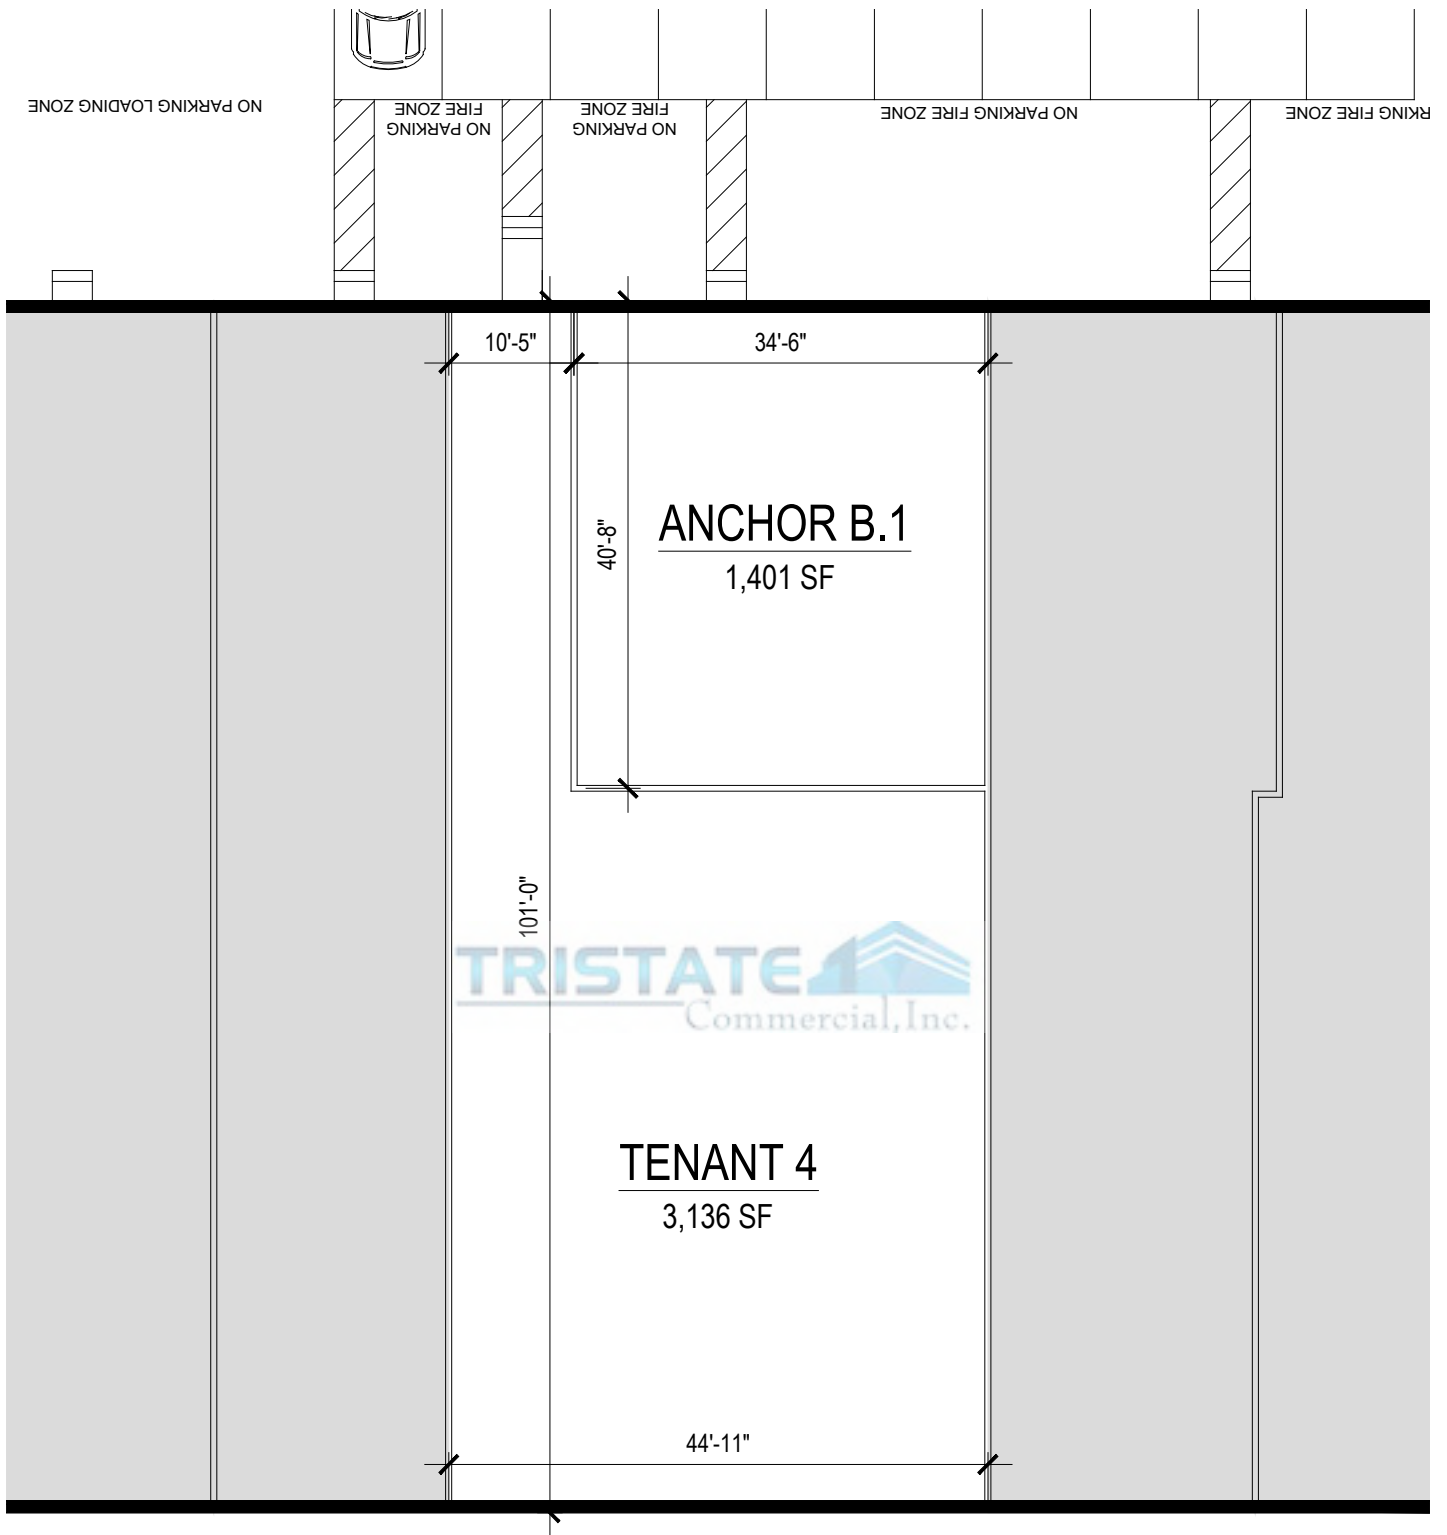 NO PARKING LOADING ZONE
NO PARKING
FIRE ZONE
NO PARKING
FIRE ZONE
NO PARKING FIRE ZONE
RKING FIRE ZONE
10'-5"
34'-6"
40'-8"
ANCHOR B.1
1,401 SF
101'-0"
TRISTATE
Commercial, Inc.
TENANT 4
3,136 SF
44'-11"